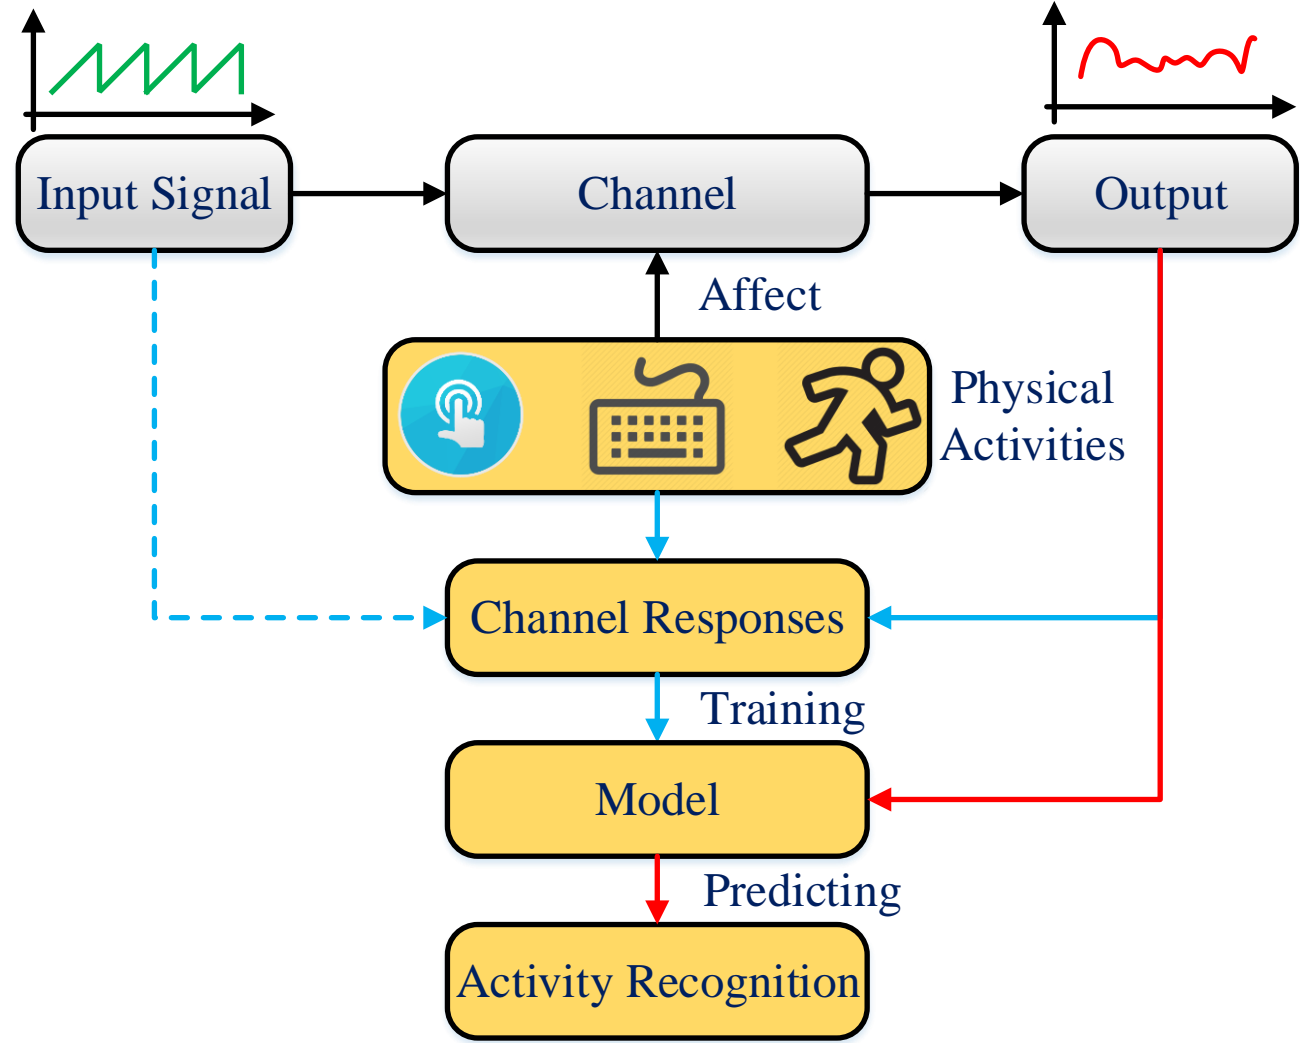 Input Signal
Channel
Output
Affect
Physical
Activities
Channel Responses
Training
Model
Predicting
Activity Recognition